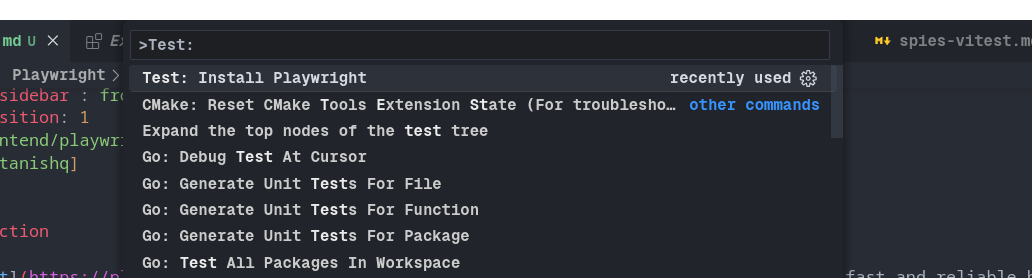 >Test:
md U × Ex
spies-vitest.m
Playwright >
Test: Install Playwright recently used
sidebar : fro
CMake: Reset CMake Tools Extension State (For troublesho… other commands
sition: 1
Expand the top nodes of the test tree
ntend/playwri
Go: Debug Test At Cursor
tanishq]
Go: Generate Unit Tests For File
Go: Generate Unit Tests For Function
ction
Go: Generate Unit Tests For Package
Go: Test All Packages In Workspace
t](https://pl
fast and reliable